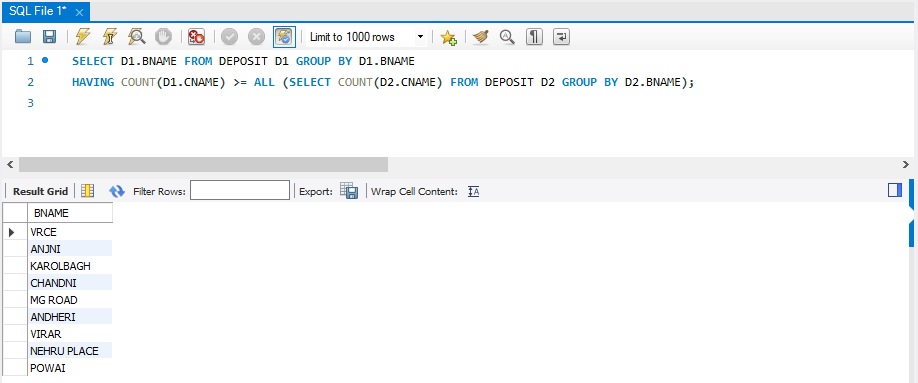 SQL File 1*
Limit to 1000 rows
1 SELECT D1.BNAME FROM DEPOSIT D1 GROUP BY D1.BNAME
2 HAVING COUNT(D1.CNAME) >= ALL (SELECT COUNT(D2.CNAME) FROM DEPOSIT D2 GROUP BY D2.BNAME);
3
Result Grid Filter Rows: Export: Wrap Cell Content: IA
BNAME
VRCE
ANJNI
KAROLBAGH
CHANDNI
MG ROAD
ANDHERI
VIRAR
NEHRU PLACE
POWAI